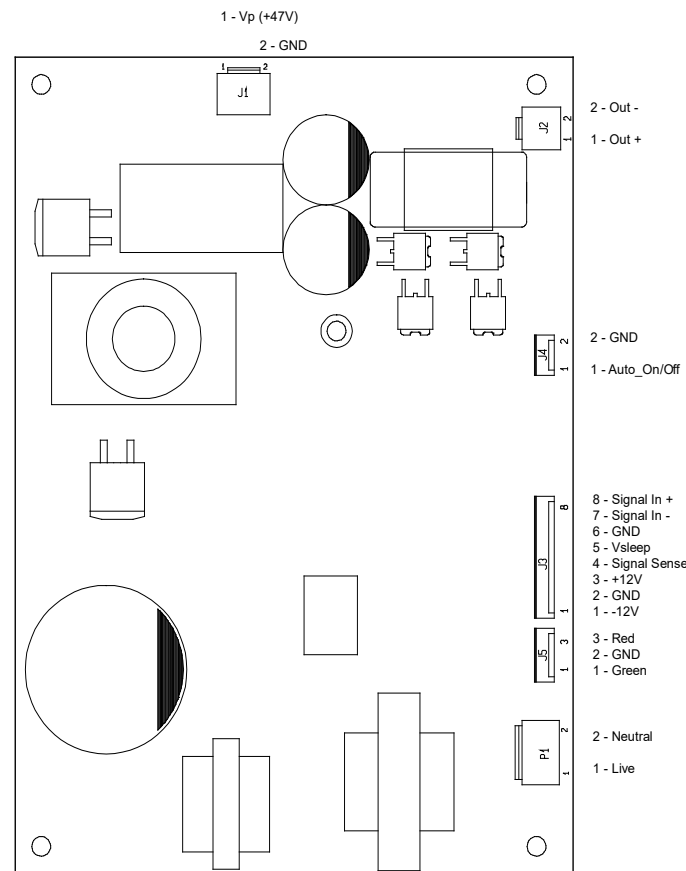 1 - Vp (+47V)
2 - GND
1 2
J1
J2
2
1
2 - Out -
1 - Out +
J4
2
1
2 - GND
1 - Auto_On/Off
J3
8
1
8 - Signal In +
7 - Signal In -
6 - GND
5 - Vsleep
4 - Signal Sense
3 - +12V
2 - GND
1 - -12V
J5
3
1
3 - Red
2 - GND
1 - Green
P1
2
1
2 - Neutral
1 - Live